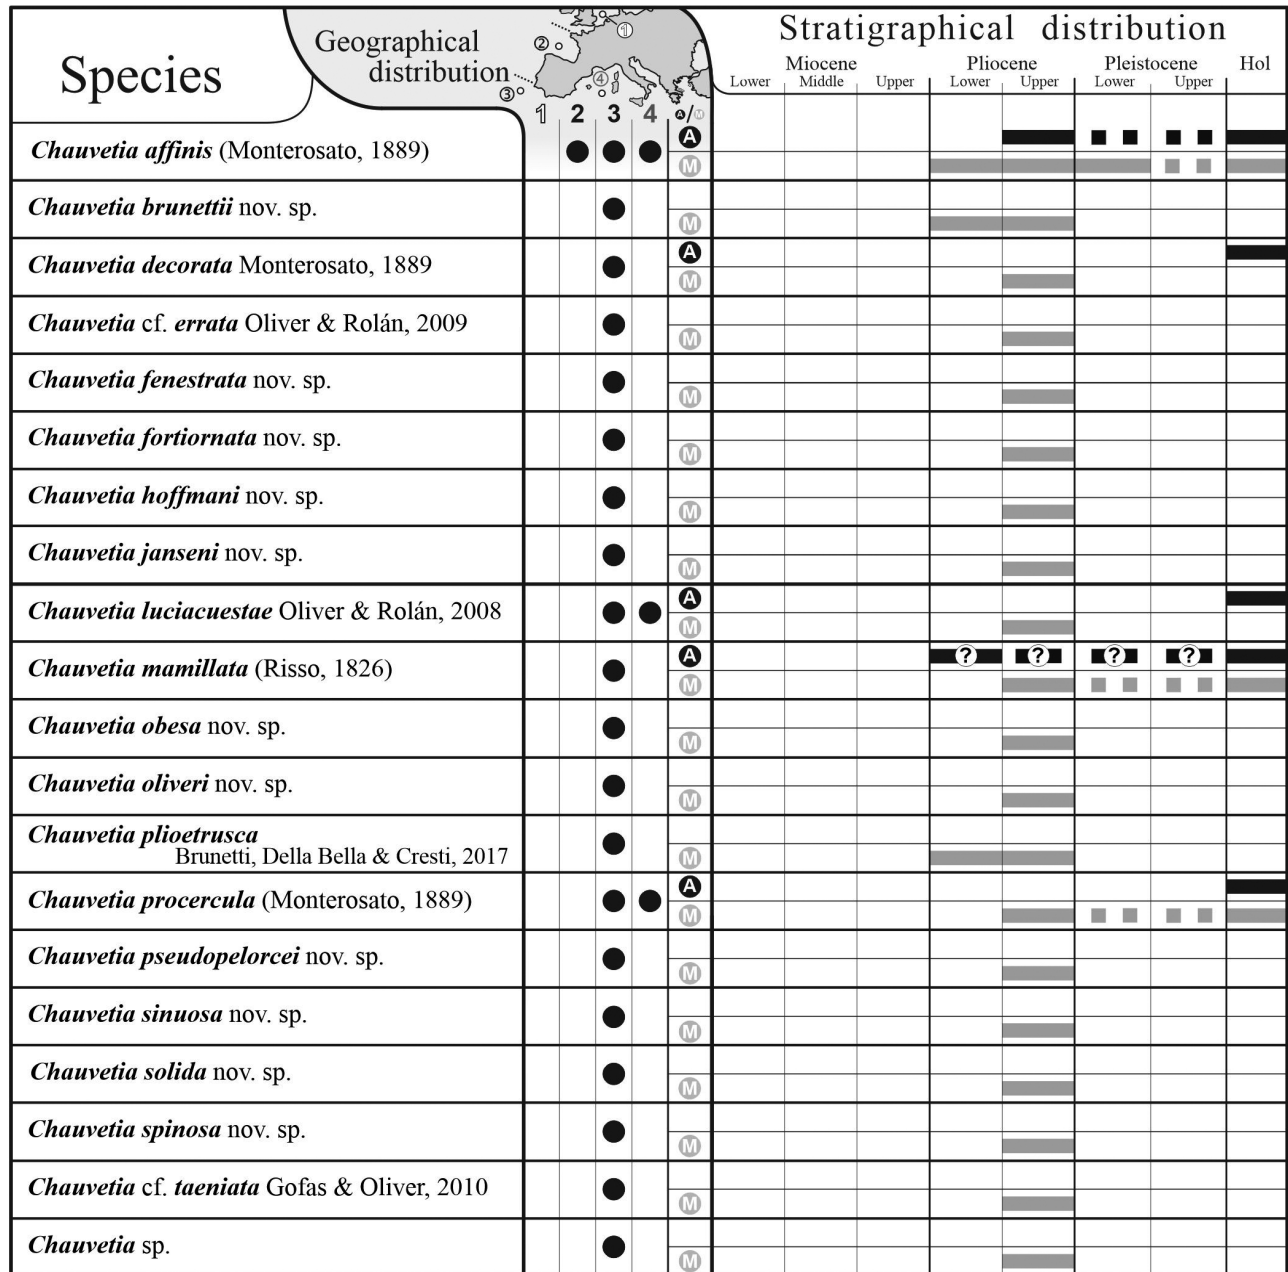 Species
Geographical
distribution
① ② ③ ④
1 2 3 4 A/M
Stratigraphical distribution
Miocene Pliocene Pleistocene Hol
Lower Middle Upper Lower Upper Lower Upper
Chauvetia affinis (Monterosato, 1889) A
M
Chauvetia brunettii nov. sp. M
Chauvetia decorata Monterosato, 1889 A
M
Chauvetia cf. errata Oliver & Rolán, 2009 M
Chauvetia fenestrata nov. sp. M
Chauvetia fortiornata nov. sp. M
Chauvetia hoffmani nov. sp. M
Chauvetia janseni nov. sp. M
Chauvetia luciacuestae Oliver & Rolán, 2008 A
M
Chauvetia mamillata (Risso, 1826) A ? ? ? ?
M
Chauvetia obesa nov. sp. M
Chauvetia oliveri nov. sp. M
Chauvetia plioetrusca
Brunetti, Della Bella & Cresti, 2017 M
Chauvetia procercula (Monterosato, 1889) A
M
Chauvetia pseudopelorcei nov. sp. M
Chauvetia sinuosa nov. sp. M
Chauvetia solida nov. sp. M
Chauvetia spinosa nov. sp. M
Chauvetia cf. taeniata Gofas & Oliver, 2010 M
Chauvetia sp. M